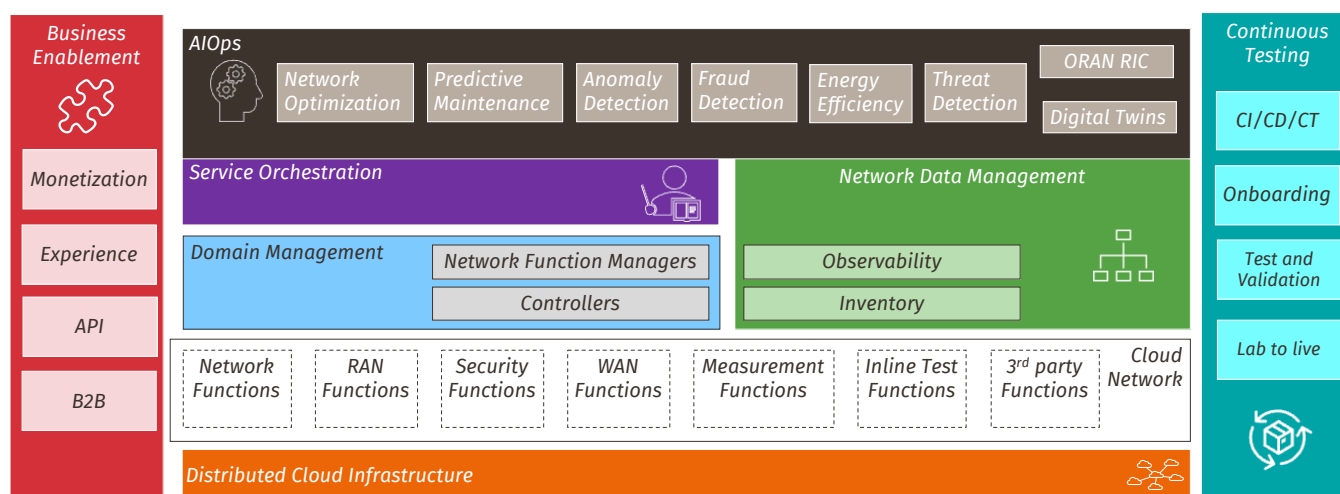 Business
Enablement
Monetization
Experience
API
B2B
AIOps
Network
Optimization
Predictive
Maintenance
Anomaly
Detection
Fraud
Detection
Energy
Efficiency
Threat
Detection
ORAN RIC
Digital Twins
Service Orchestration
Network Data Management
Domain Management
Network Function Managers
Controllers
Observability
Inventory
Network
Functions
RAN
Functions
Security
Functions
WAN
Functions
Measurement
Functions
Inline Test
Functions
3rd party
Functions
Cloud
Network
Distributed Cloud Infrastructure
Continuous
Testing
CI/CD/CT
Onboarding
Test and
Validation
Lab to live